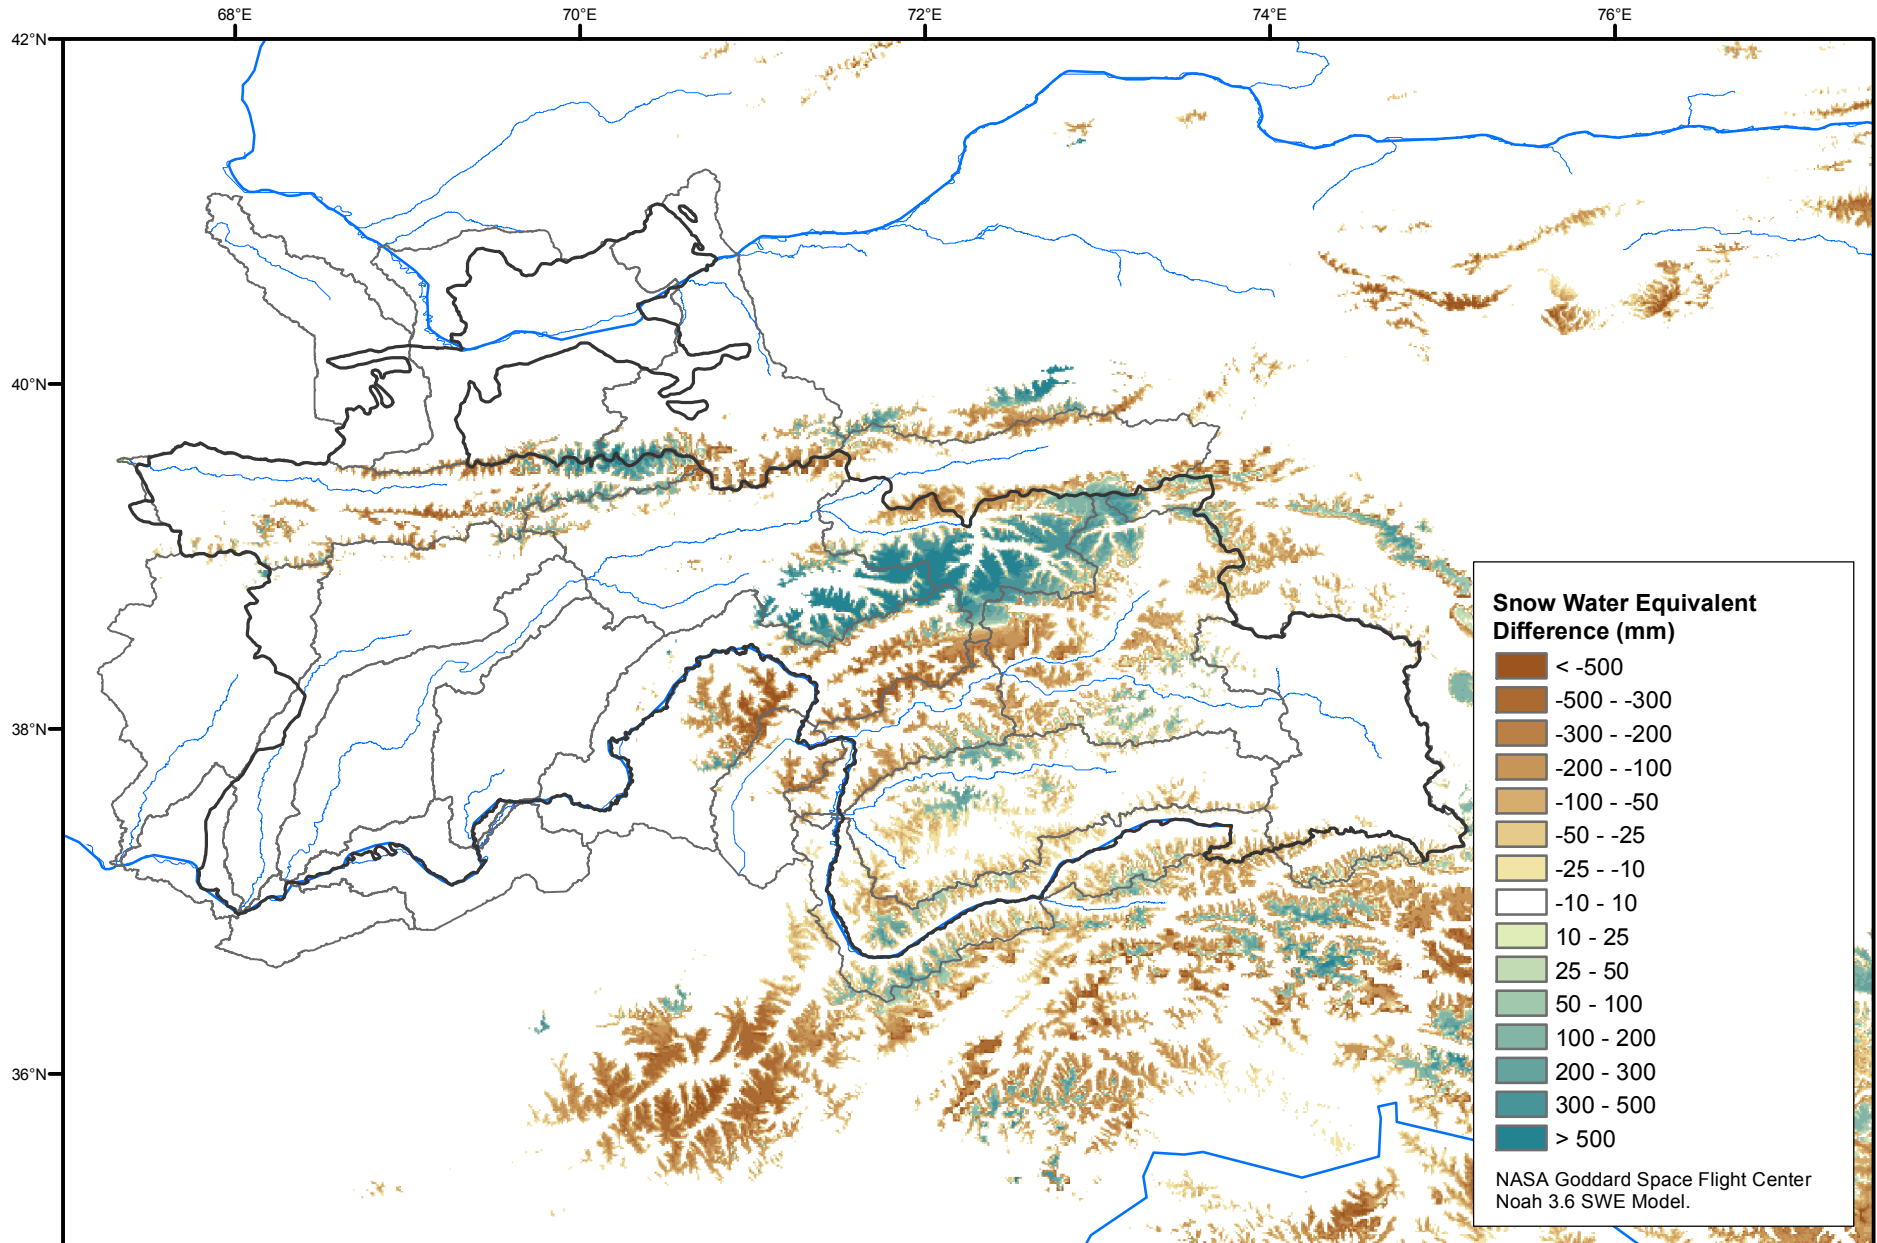 68°E 70°E 72°E 74°E 76°E
42°N
40°N
38°N
36°N
Snow Water Equivalent
Difference (mm)
< -500
-500 - -300
-300 - -200
-200 - -100
-100 - -50
-50 - -25
-25 - -10
-10 - 10
10 - 25
25 - 50
50 - 100
100 - 200
200 - 300
300 - 500
> 500
NASA Goddard Space Flight Center
Noah 3.6 SWE Model.